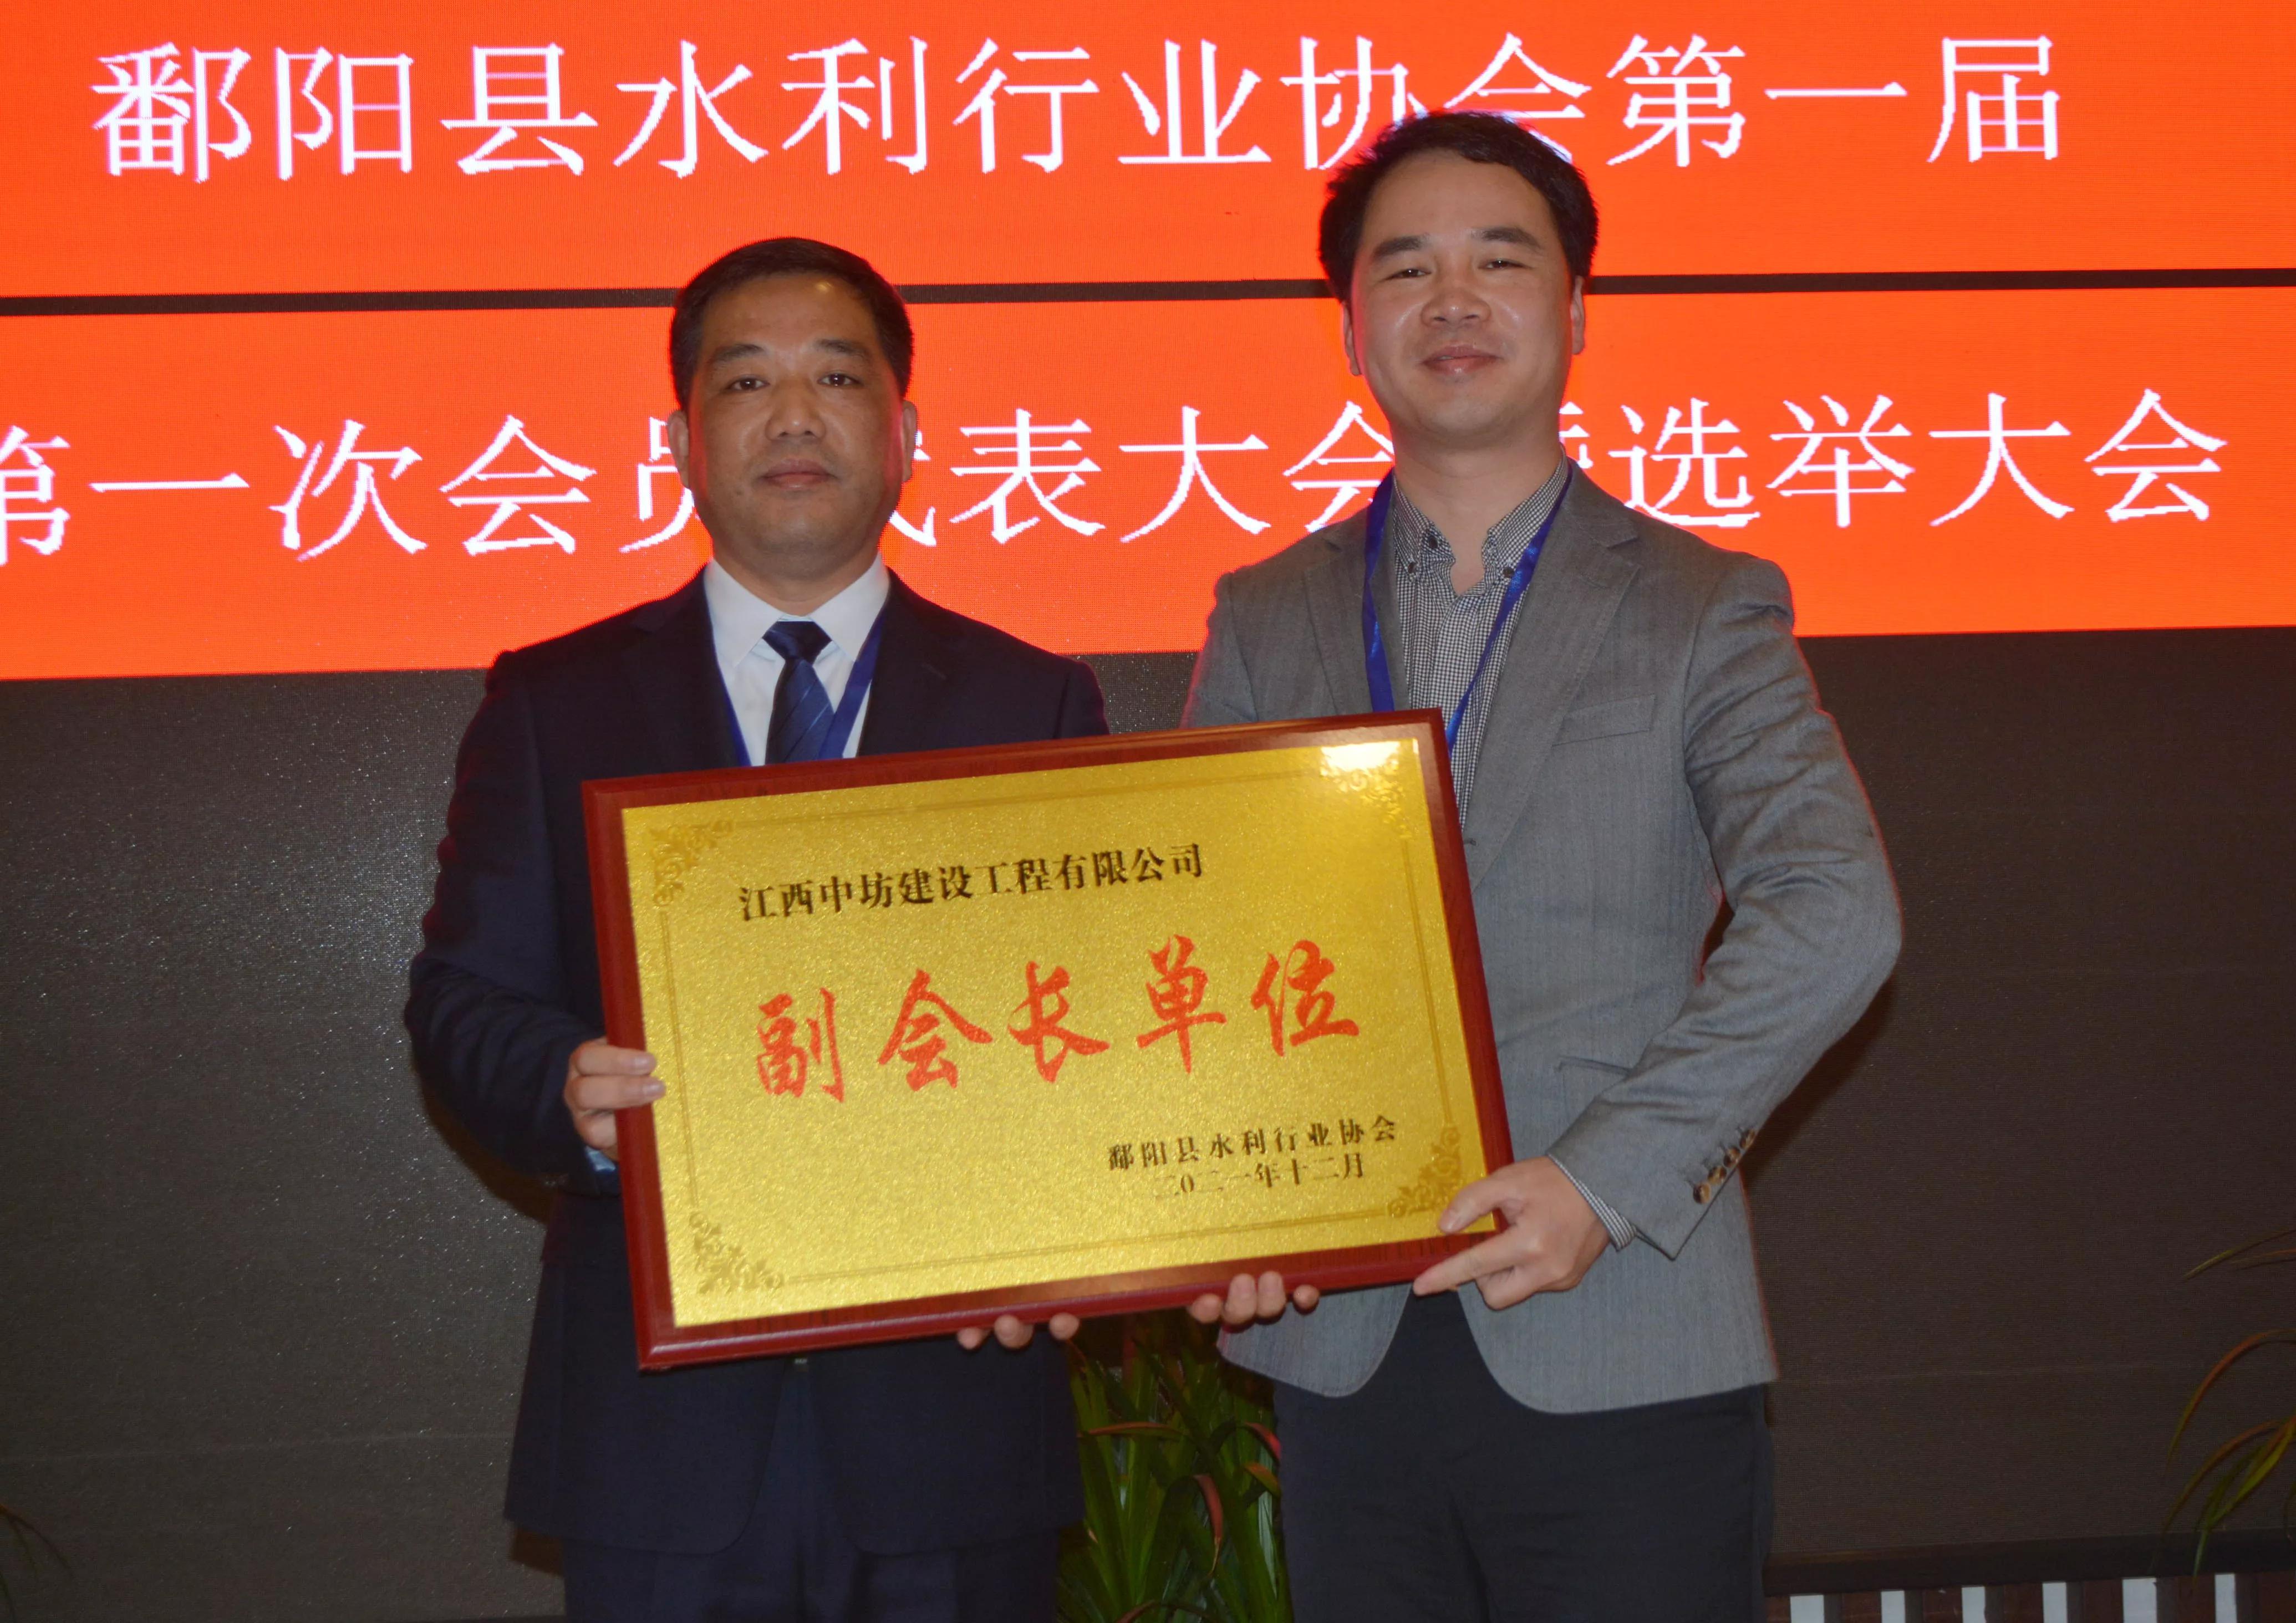 鄱阳县水利行业协会第一届
第一次会员代表大会暨选举大会
江西中坊建设工程有限公司
副会长单位
鄱阳县水利行业协会
二0二一年十二月